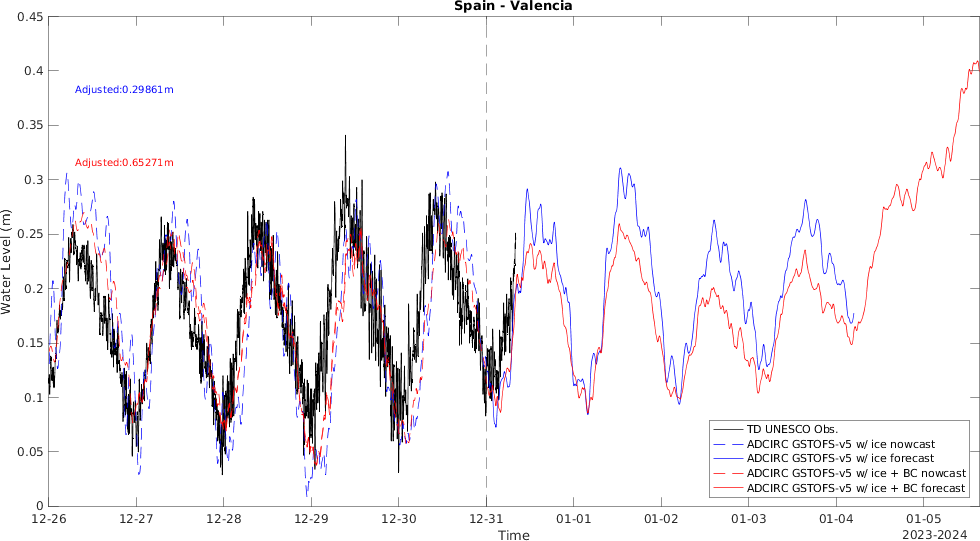 Spain - Valencia
0.45
0.4
0.35
0.3
0.25
0.2
0.15
0.1
0.05
0
Water Level (m)
Adjusted:0.29861m
Adjusted:0.65271m
TD UNESCO Obs.
ADCIRC GSTOFS-v5 w/ ice nowcast
ADCIRC GSTOFS-v5 w/ ice forecast
ADCIRC GSTOFS-v5 w/ ice + BC nowcast
ADCIRC GSTOFS-v5 w/ ice + BC forecast
12-26 12-27 12-28 12-29 12-30 12-31 01-01 01-02 01-03 01-04 01-05
Time
2023-2024